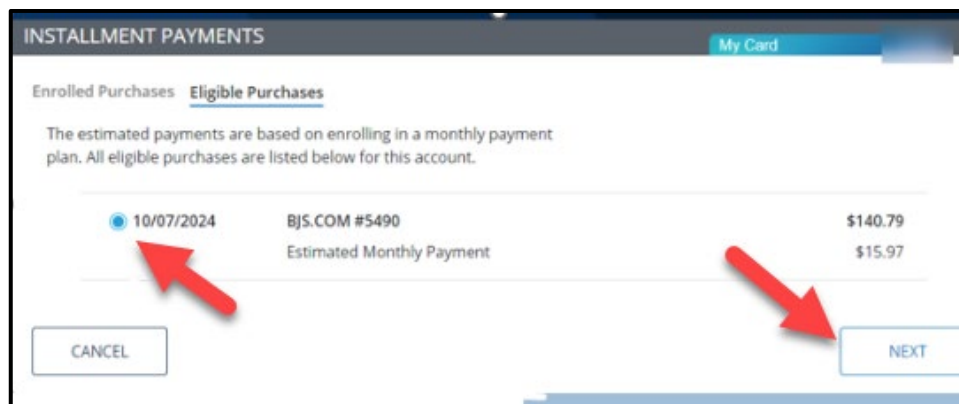 INSTALLMENT PAYMENTS
My Card
Enrolled Purchases Eligible Purchases
The estimated payments are based on enrolling in a monthly payment
plan. All eligible purchases are listed below for this account.
10/07/2024 BJS.COM #5490 $140.79
Estimated Monthly Payment $15.97
CANCEL NEXT